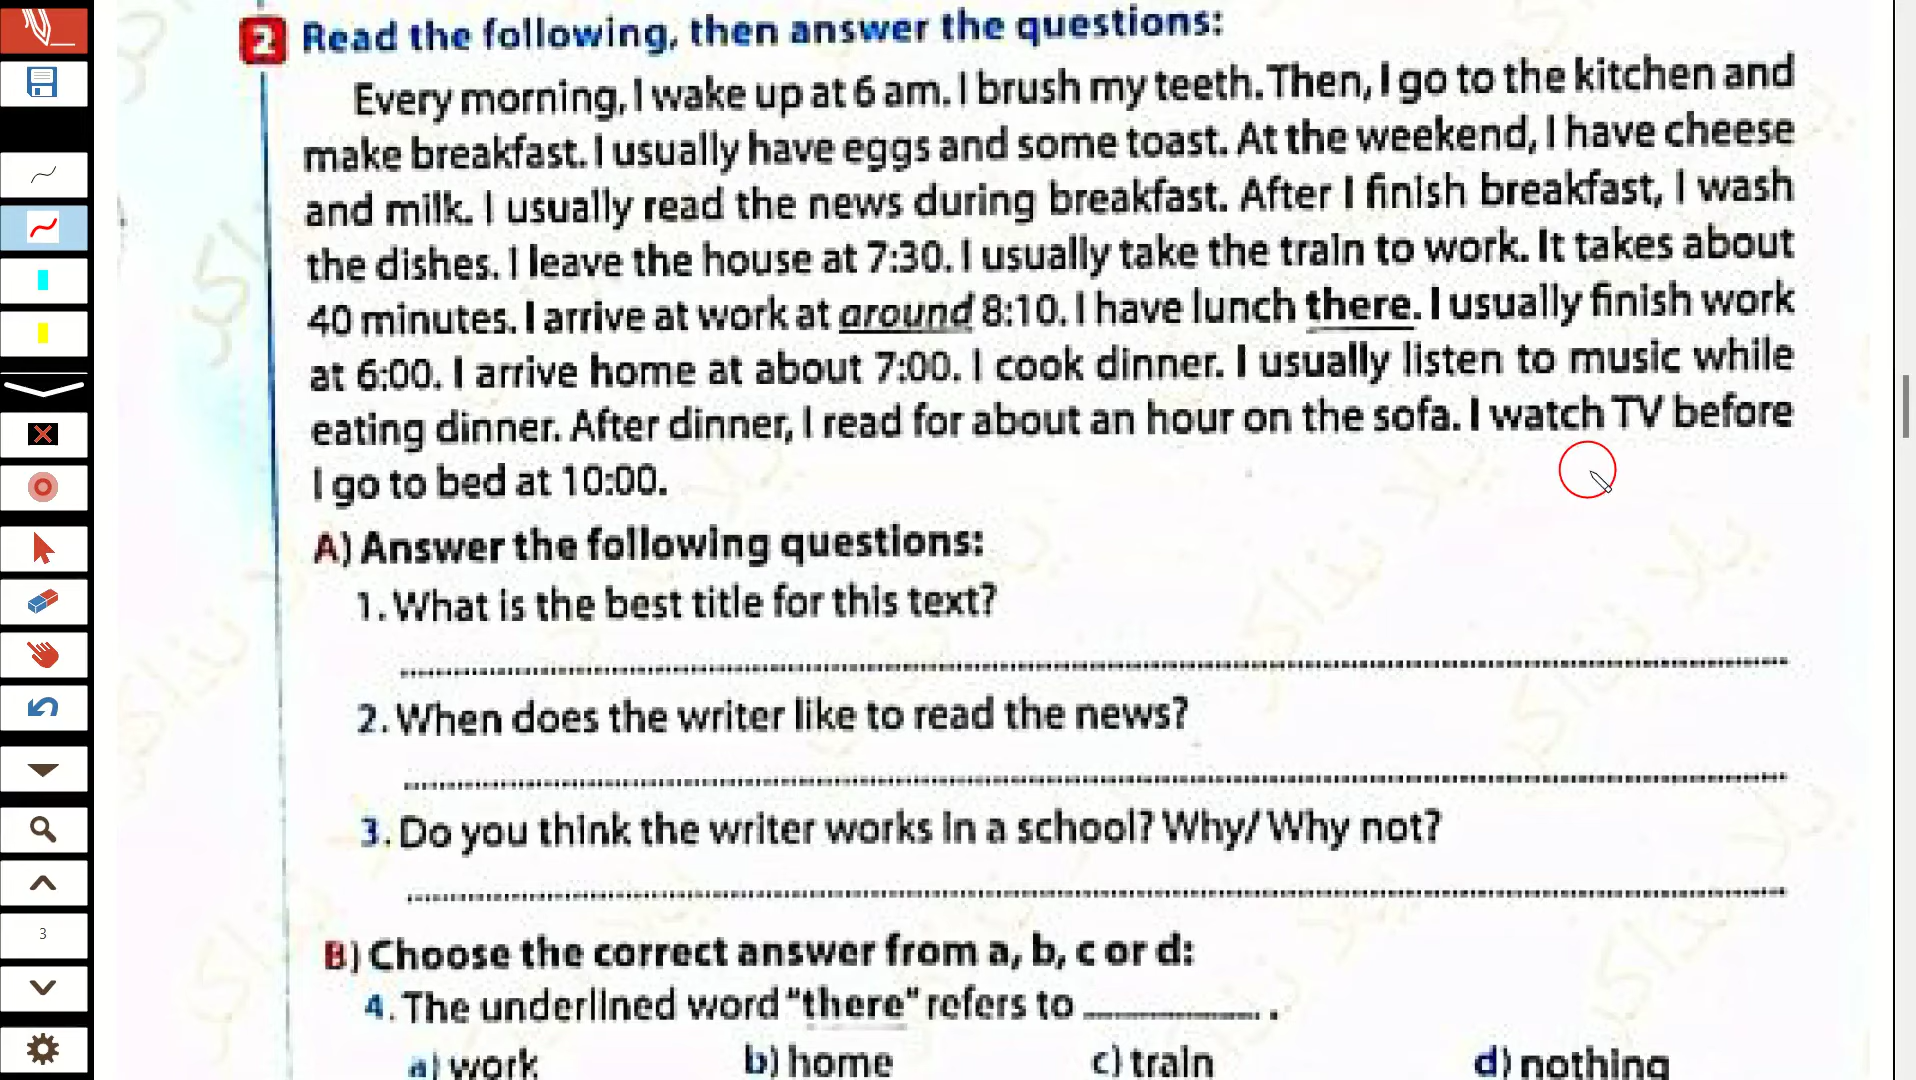 2 Read the following, then answer the questions:
Every morning, I wake up at 6 am. I brush my teeth. Then, I go to the kitchen and
make breakfast. I usually have eggs and some toast. At the weekend, I have cheese
and milk. I usually read the news during breakfast. After I finish breakfast, I wash
the dishes. I leave the house at 7:30. I usually take the train to work. It takes about
40 minutes. I arrive at work at around 8:10. I have lunch there. I usually finish work
at 6:00. I arrive home at about 7:00. I cook dinner. I usually listen to music while
eating dinner. After dinner, I read for about an hour on the sofa. I watch TV before
I go to bed at 10:00.
A) Answer the following questions:
1. What is the best title for this text?
2. When does the writer like to read the news?
3. Do you think the writer works in a school? Why/ Why not?
B) Choose the correct answer from a, b, c or d:
4. The underlined word "there" refers to .............. .
a) work b) home c) train d) nothing
3